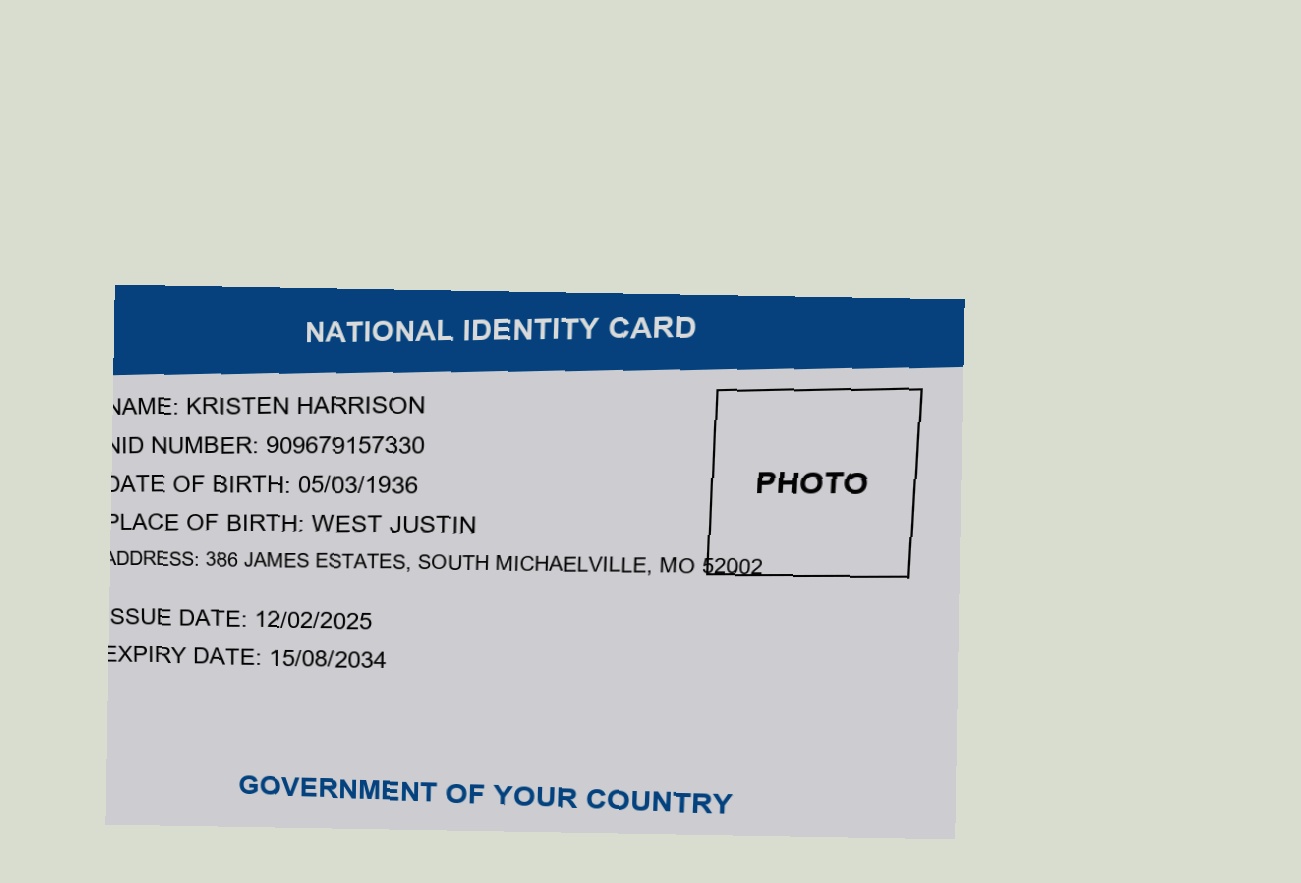 NATIONAL IDENTITY CARD
NAME: KRISTEN HARRISON
NID NUMBER: 909679157330
DATE OF BIRTH: 05/03/1936
PLACE OF BIRTH: WEST JUSTIN
ADDRESS: 386 JAMES ESTATES, SOUTH MICHAELVILLE, MO 52002
ISSUE DATE: 12/02/2025
EXPIRY DATE: 15/08/2034
PHOTO
GOVERNMENT OF YOUR COUNTRY